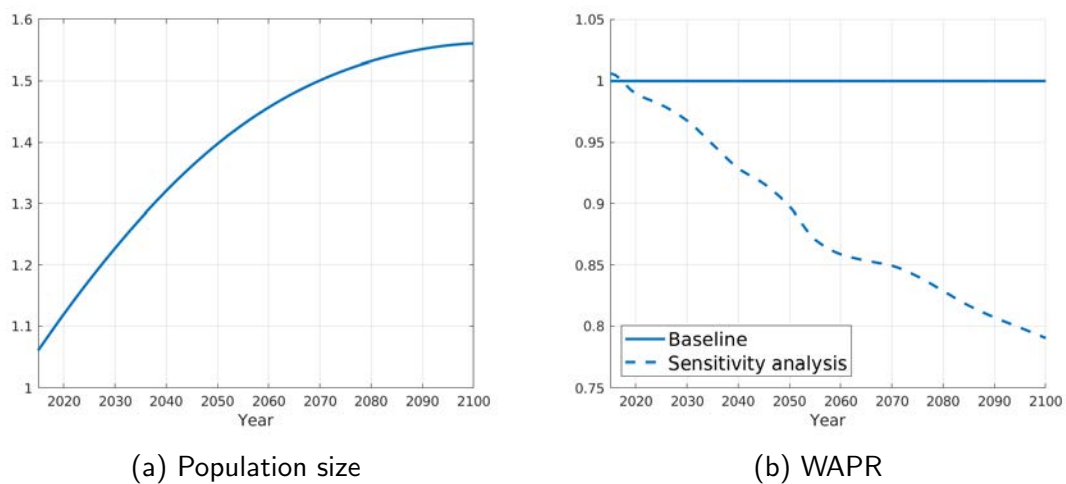 1.6
1.5
1.4
1.3
1.2
1.1
1
2020 2030 2040 2050 2060 2070 2080 2090 2100
Year
(a) Population size
1.05
1
0.95
0.9
0.85
0.8
0.75
Baseline
Sensitivity analysis
2020 2030 2040 2050 2060 2070 2080 2090 2100
Year
(b) WAPR